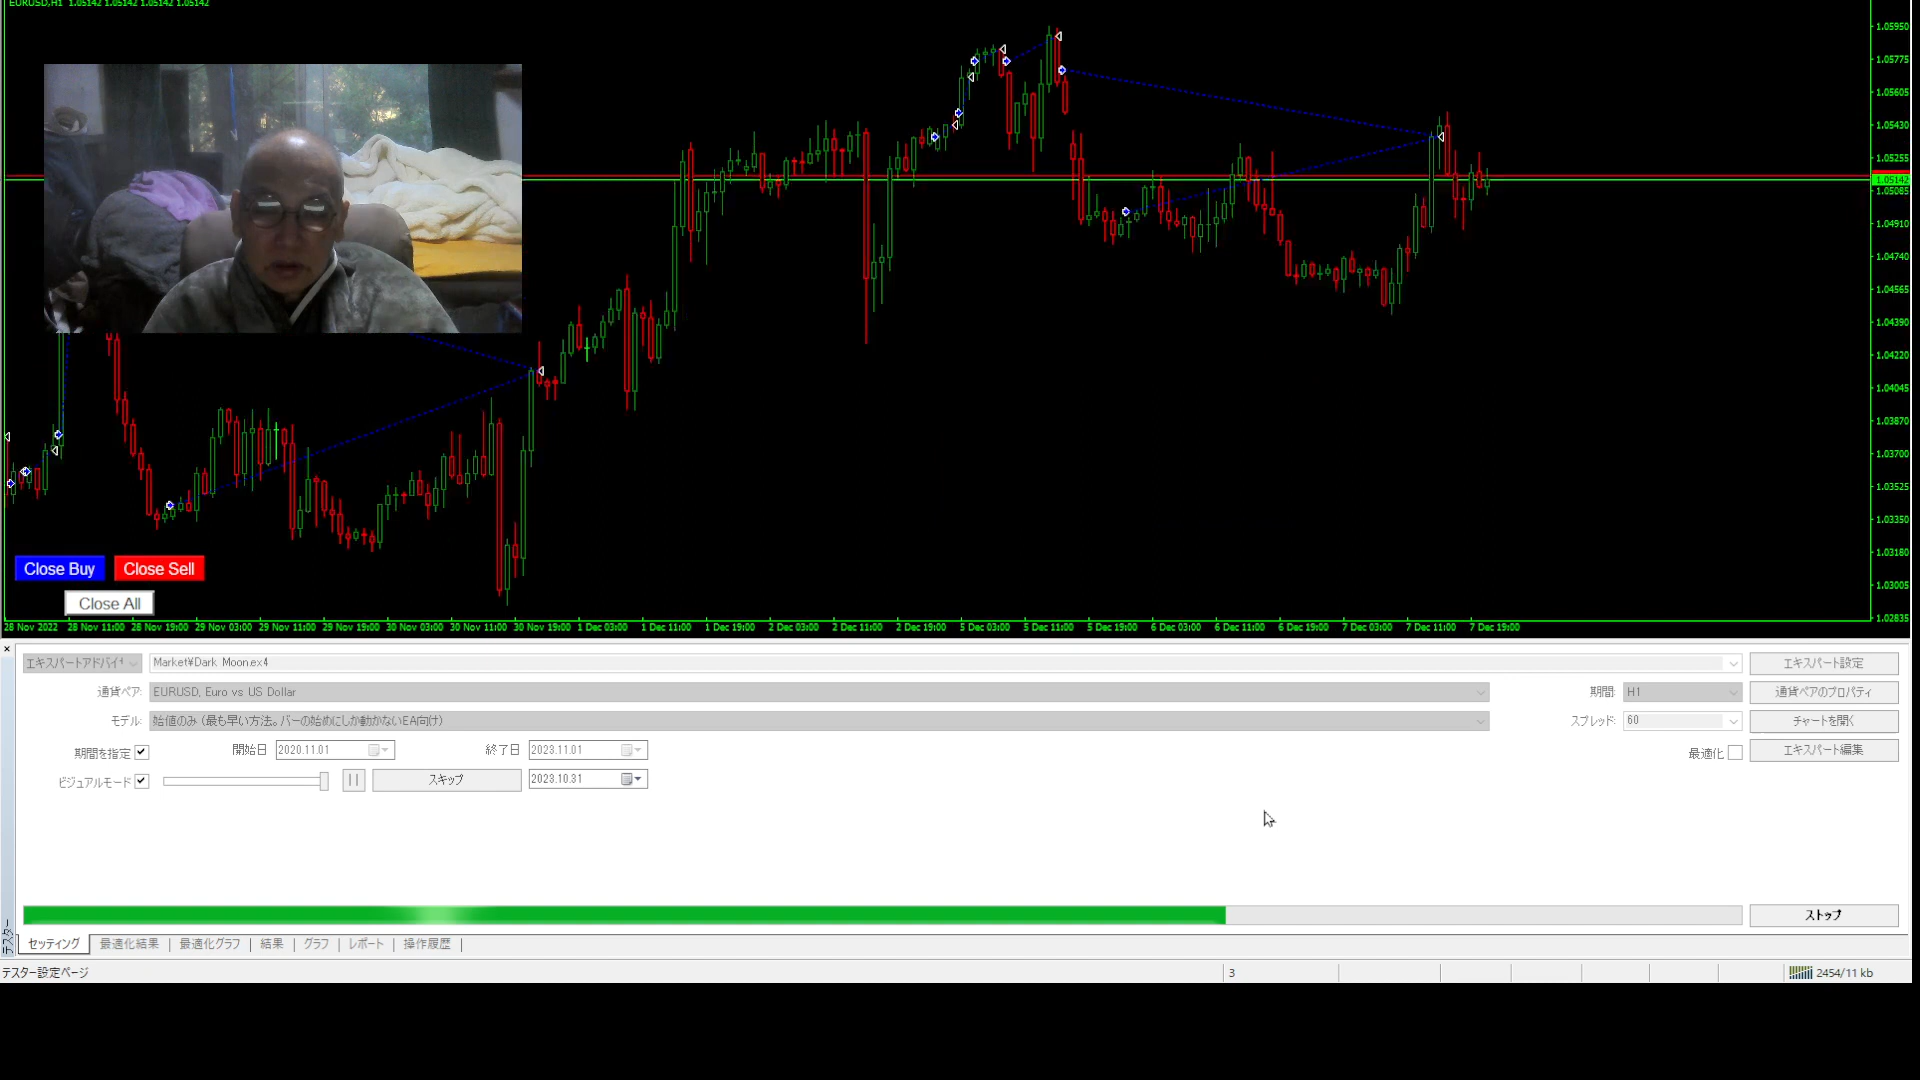 EURUSD,H1 1.05142 1.05142 1.05142 1.05142
1.05950
1.05775
1.05605
1.05430
1.05255
1.05142
1.05085
1.04910
1.04740
1.04565
1.04390
1.04220
1.04045
1.03870
1.03700
1.03525
1.03350
1.03180
1.03005
1.02835
Close Buy Close Sell
Close All
28 Nov 2022 28 Nov 11:00 28 Nov 19:00 29 Nov 03:00 29 Nov 11:00 29 Nov 19:00 30 Nov 03:00 30 Nov 11:00 30 Nov 19:00 1 Dec 03:00 1 Dec 11:00 1 Dec 19:00 2 Dec 03:00 2 Dec 11:00 2 Dec 19:00 5 Dec 03:00 5 Dec 11:00 5 Dec 19:00 6 Dec 03:00 6 Dec 11:00 6 Dec 19:00 7 Dec 03:00 7 Dec 11:00 7 Dec 19:00
エキスパートアドバイ Market¥Dark Moon.ex4 エキスパート設定
通貨ペア: EURUSD, Euro vs US Dollar 期間: H1 通貨ペアのプロパティ
モデル: 始値のみ (最も早い方法。バーの始めにしか動かないEA向け) スプレッド: 60 チャートを開く
期間を指定 開始日 2020.11.01 終了日 2023.11.01 最適化 エキスパート編集
ビジュアルモード スキップ 2023.10.31
ストップ
テスター
セッティング 最適化結果 最適化グラフ 結果 グラフ レポート 操作履歴
テスター設定ページ 3 2454/11 kb